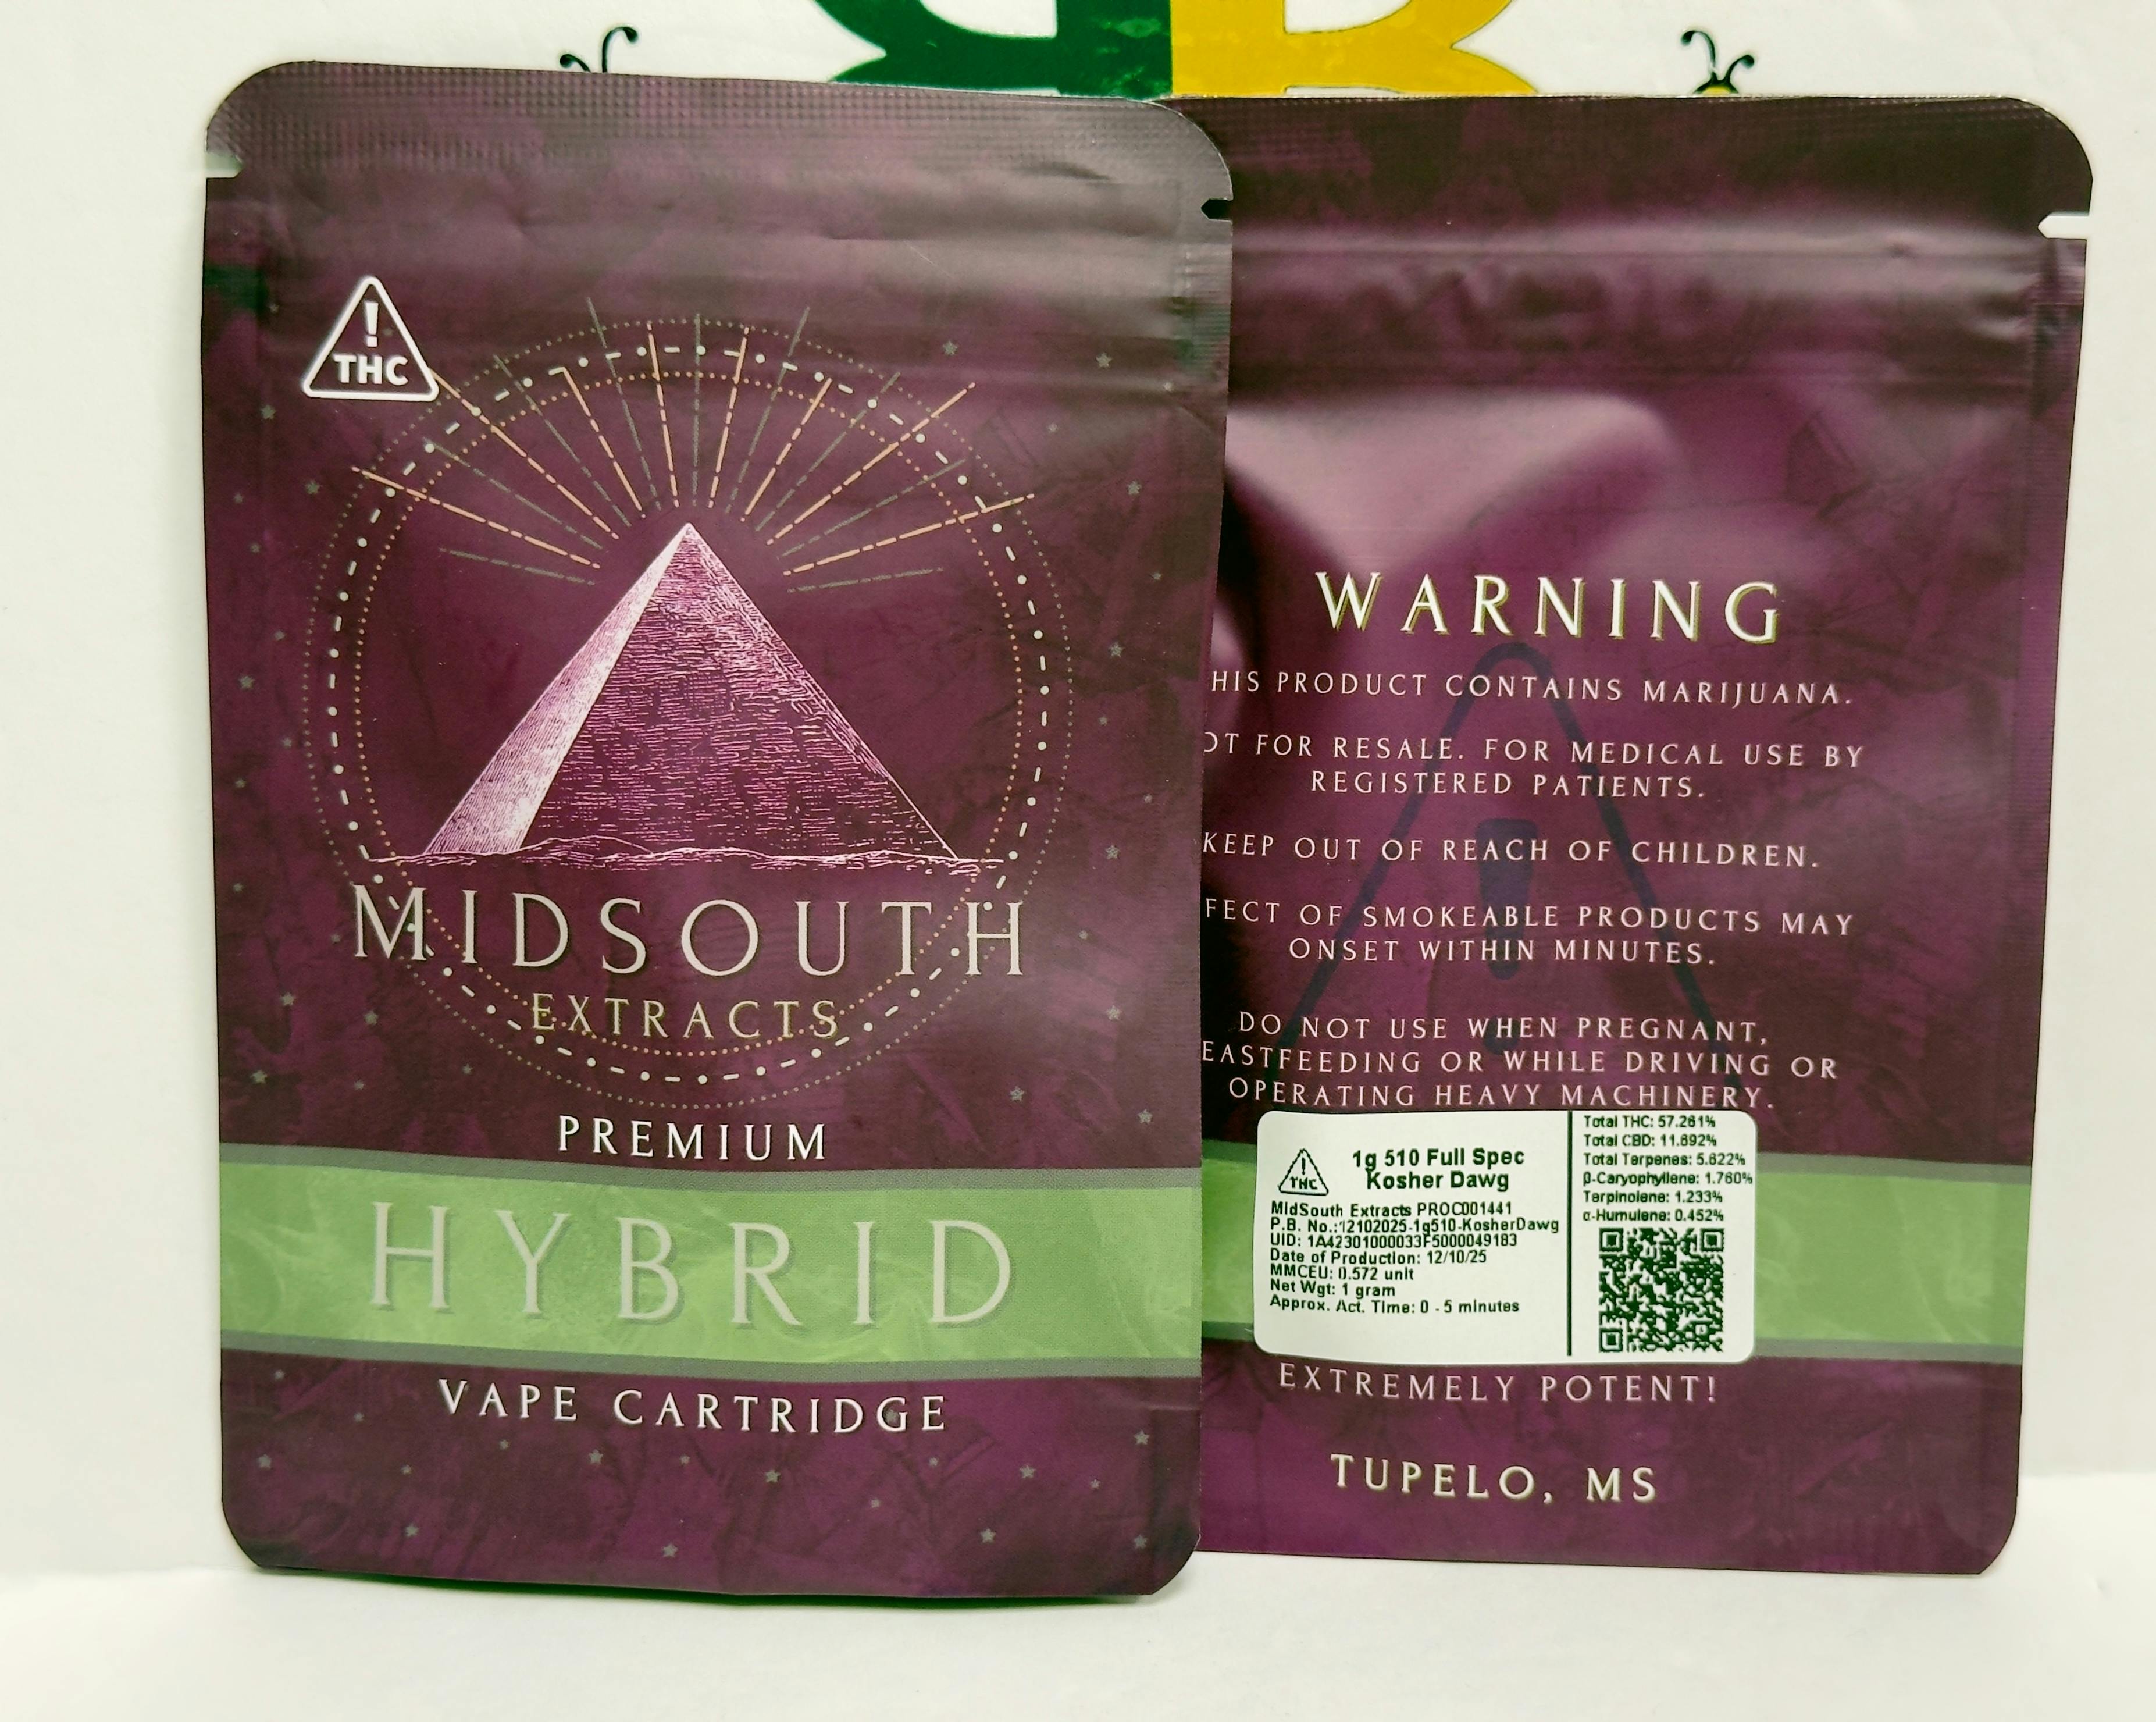 !
THC
MIDSOUTH
EXTRACTS
PREMIUM
HYBRID
VAPE CARTRIDGE
WARNING
HIS PRODUCT CONTAINS MARIJUANA.
OT FOR RESALE. FOR MEDICAL USE BY
REGISTERED PATIENTS.
KEEP OUT OF REACH OF CHILDREN.
FECT OF SMOKEABLE PRODUCTS MAY
ONSET WITHIN MINUTES.
DO NOT USE WHEN PREGNANT,
EASTFEEDING OR WHILE DRIVING OR
OPERATING HEAVY MACHINERY.
!
THC
1g 510 Full Spec
Kosher Dawg
MidSouth Extracts PROC001441
P.B. No.:12102025-1g510-KosherDawg
UID: 1A42301000033F5000049183
Date of Production: 12/10/25
MMCEU: 0.572 unit
Net Wgt: 1 gram
Approx. Act. Time: 0 - 5 minutes
Total THC: 57.261%
Total CBD: 11.892%
Total Terpenes: 5.622%
β-Caryophyllene: 1.760%
Terpinolene: 1.233%
α-Humulene: 0.452%
EXTREMELY POTENT!
TUPELO, MS